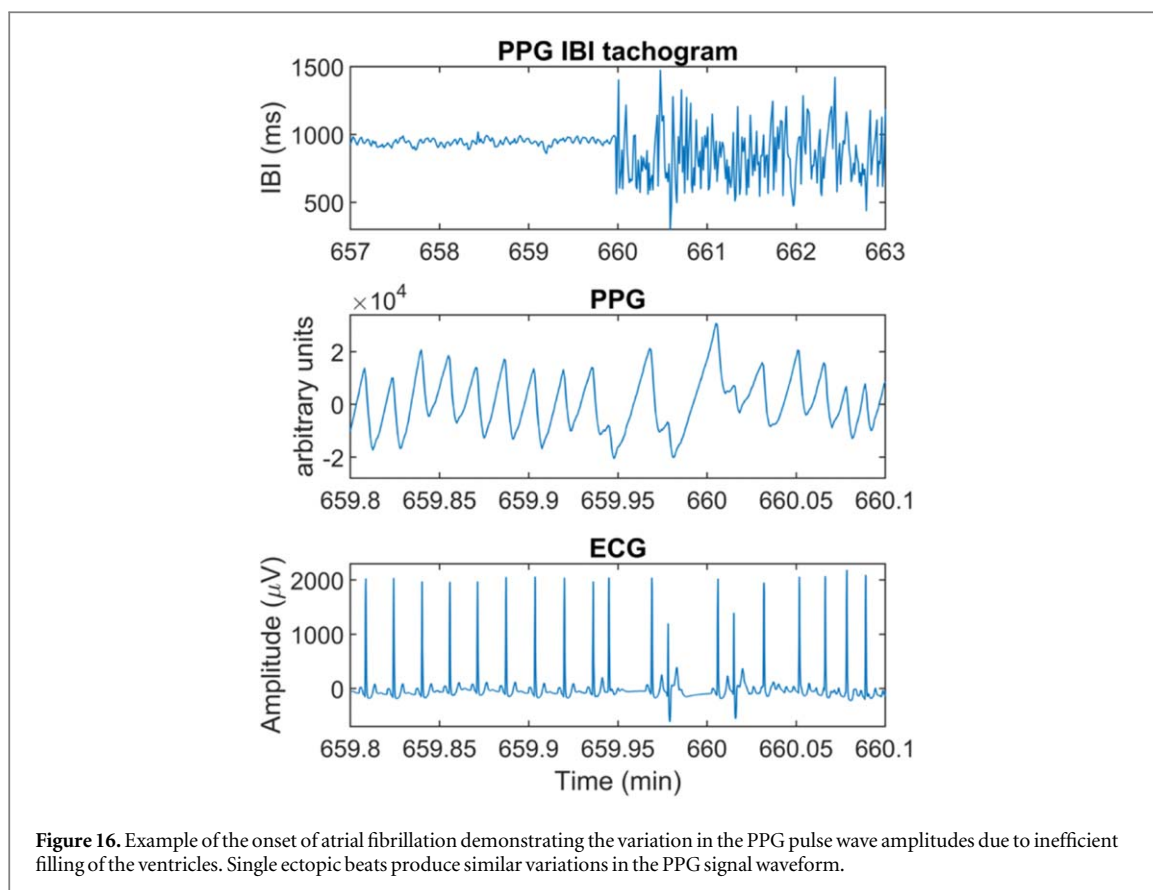 PPG IBI tachogram
1500
1000
500
IBI (ms)
657 658 659 660 661 662 663
×10⁴
PPG
2
0
-2
arbitrary units
659.8 659.85 659.9 659.95 660 660.05 660.1
ECG
2000
1000
0
Amplitude (μV)
659.8 659.85 659.9 659.95 660 660.05 660.1
Time (min)
Figure 16. Example of the onset of atrial fibrillation demonstrating the variation in the PPG pulse wave amplitudes due to inefficient
filling of the ventricles. Single ectopic beats produce similar variations in the PPG signal waveform.